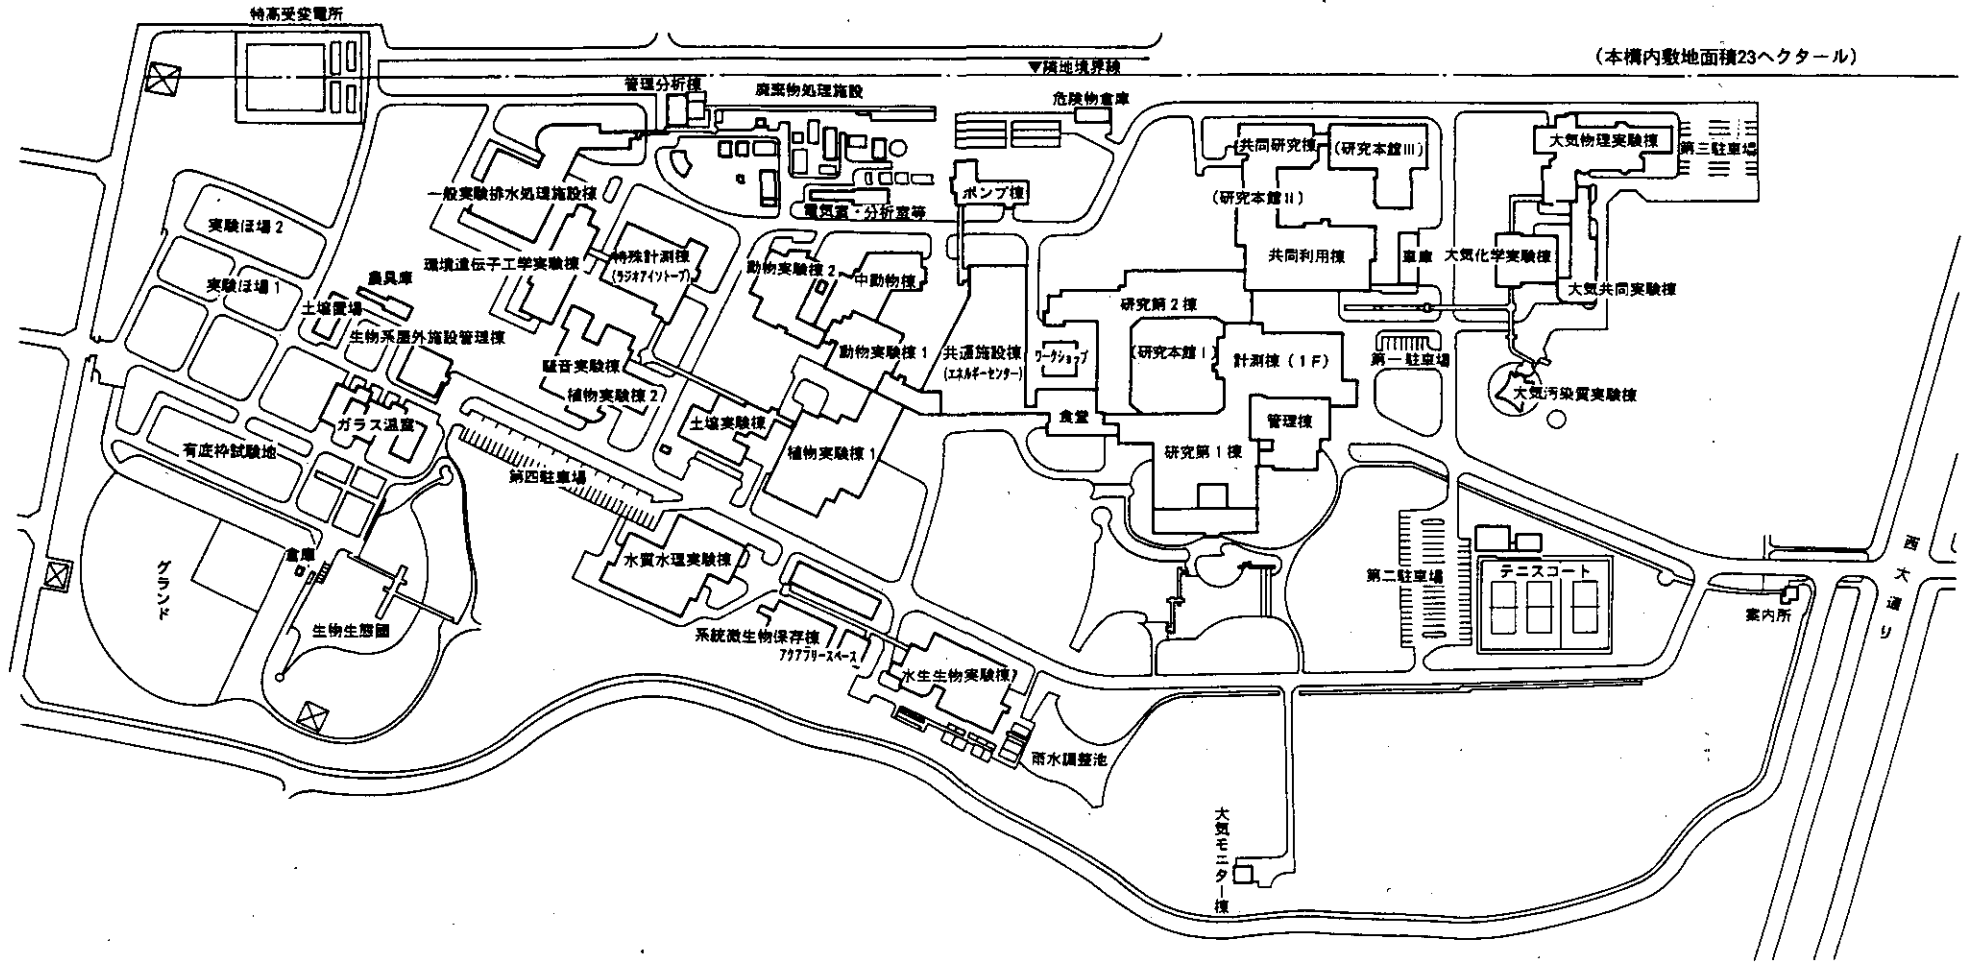 特高受変電所
(本構内敷地面積23ヘクタール)
▼隣地境界線
管理分析棟
廃棄物処理施設
危険物倉庫
共同研究棟
(研究本館III)
大気物理実験棟
第三駐車場
一般実験排水処理施設棟
ポンプ棟
(研究本館II)
電気室・分析室等
実験ほ場2
環境遺伝子工学実験棟
特殊計測棟
(ラジオアイソトープ)
動物実験棟2
中動物棟
共同利用棟
車庫
大気化学実験棟
農具庫
実験ほ場1
大気共同実験棟
土壌置場
研究第2棟
生物系屋外施設管理棟
騒音実験棟
動物実験棟1
共通施設棟
(エネルギーセンター)
ワークショップ
(研究本館I)
計測棟(1F)
第一駐車場
植物実験棟2
大気汚染質実験棟
ガラス温室
土壌実験棟
食堂
管理棟
有底枠試験地
植物実験棟1
研究第1棟
第四駐車場
倉庫
水質水理実験棟
グランド
第二駐車場
テニスコート
西大通り
案内所
生物生態園
系統微生物保存棟
アクアフリースペース
水生生物実験棟
雨水調整池
大気モニター棟